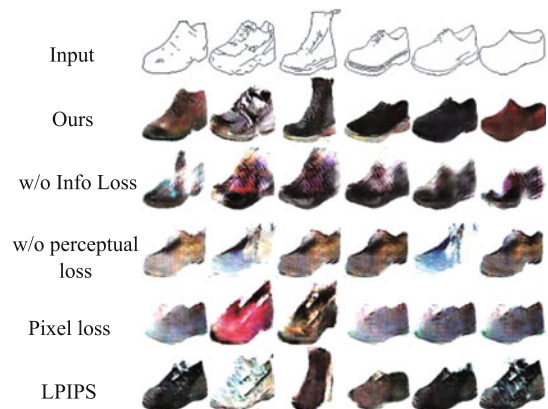 Input
Ours
w/o Info Loss
w/o perceptual
loss
Pixel loss
LPIPS